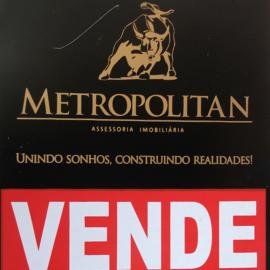 METROPOLITAN
ASSESSORIA IMOBILIÁRIA
UNINDO SONHOS, CONSTRUINDO REALIDADES!
VENDE